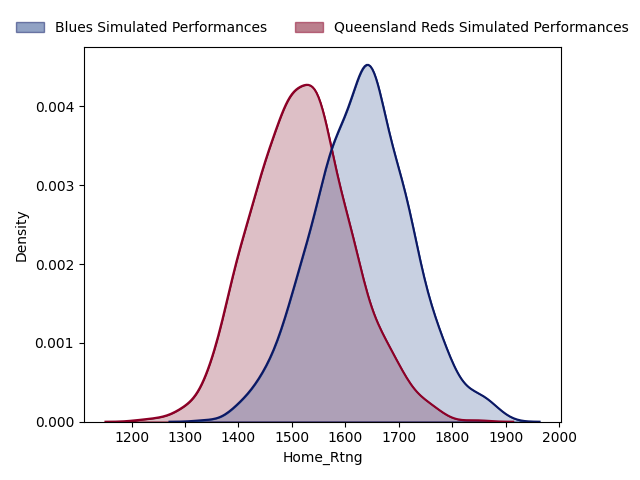 Blues Simulated Performances Queensland Reds Simulated Performances
0.004
0.003
0.002
0.001
0.000
Density
1200 1300 1400 1500 1600 1700 1800 1900 2000
Home_Rtng